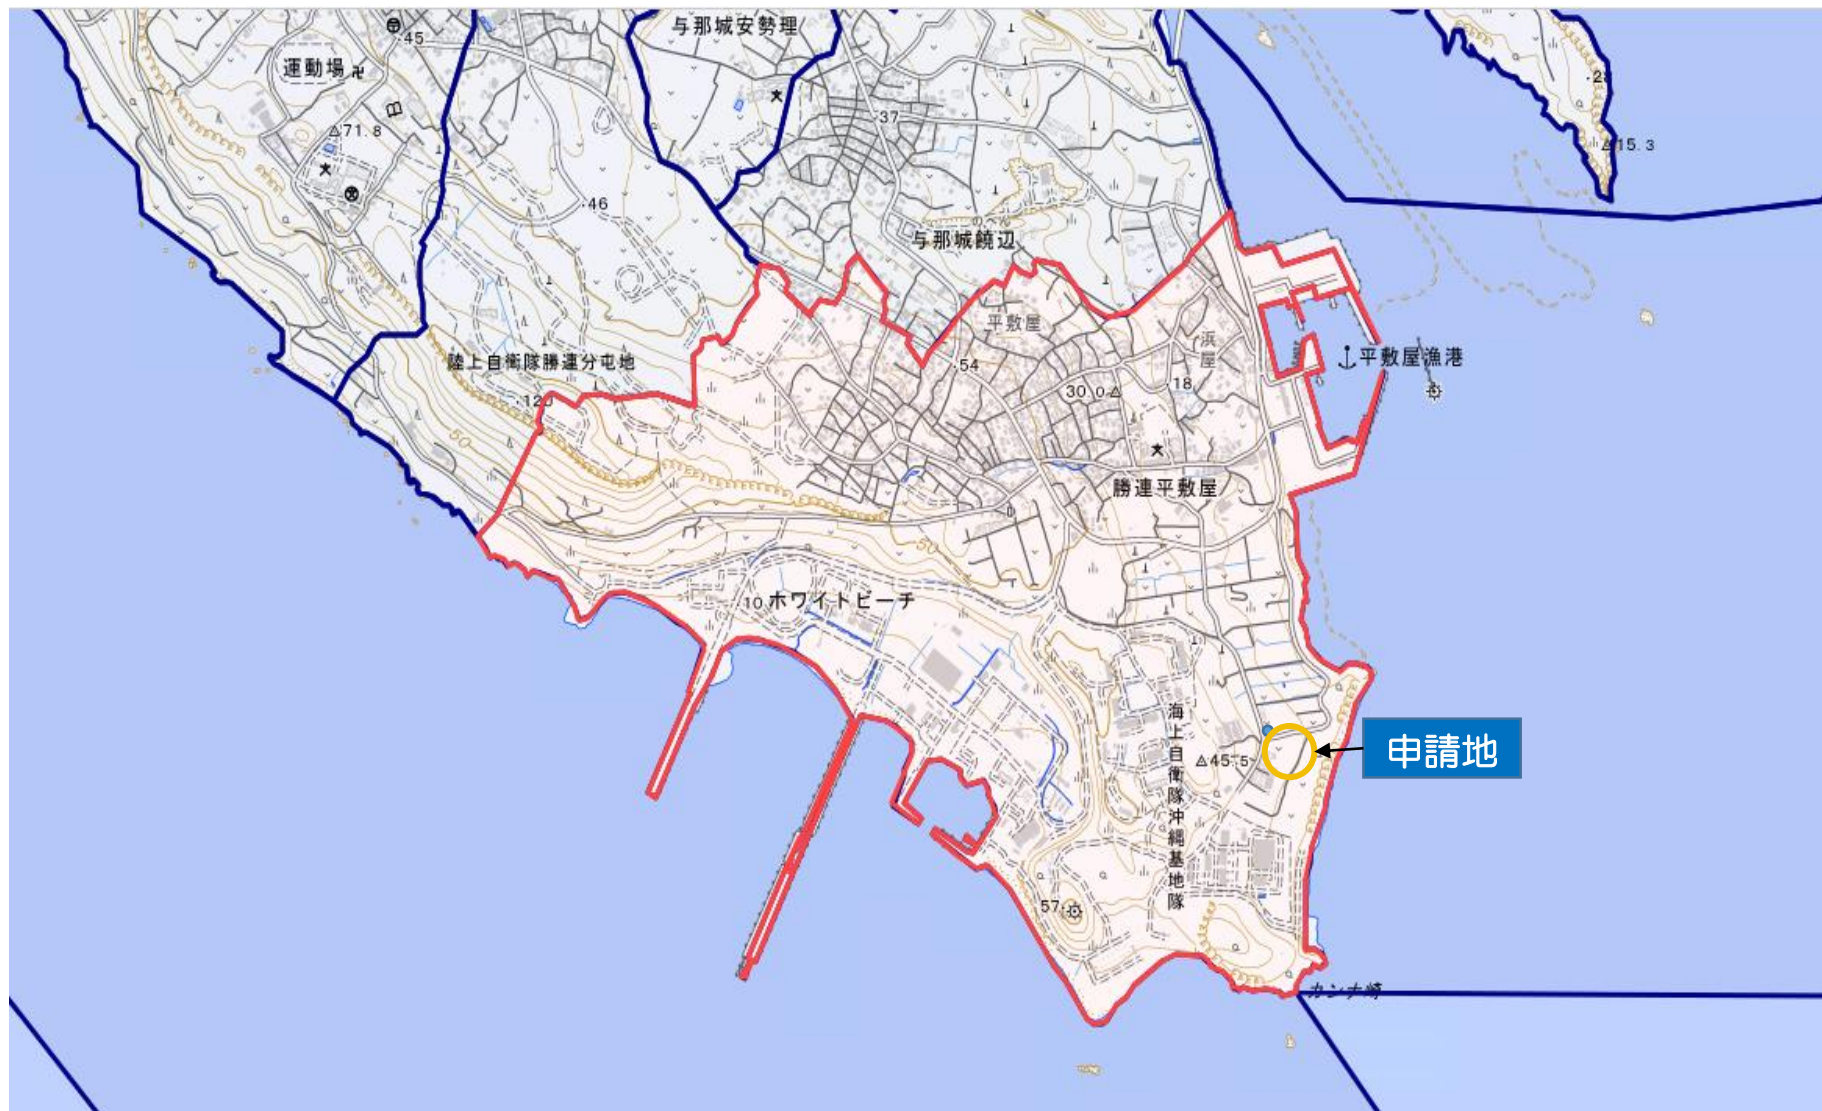 与那城安勢理
45
運動場
28
37
71.8
15.3
46
与那城饒辺
平敷屋
浜屋
平敷屋漁港
陸上自衛隊勝連分屯地
54
18
30.0
120
50
勝連平敷屋
50
10
ホワイトビーチ
海上自衛隊沖縄基地隊
申請地
45.5
57
カンナ崎